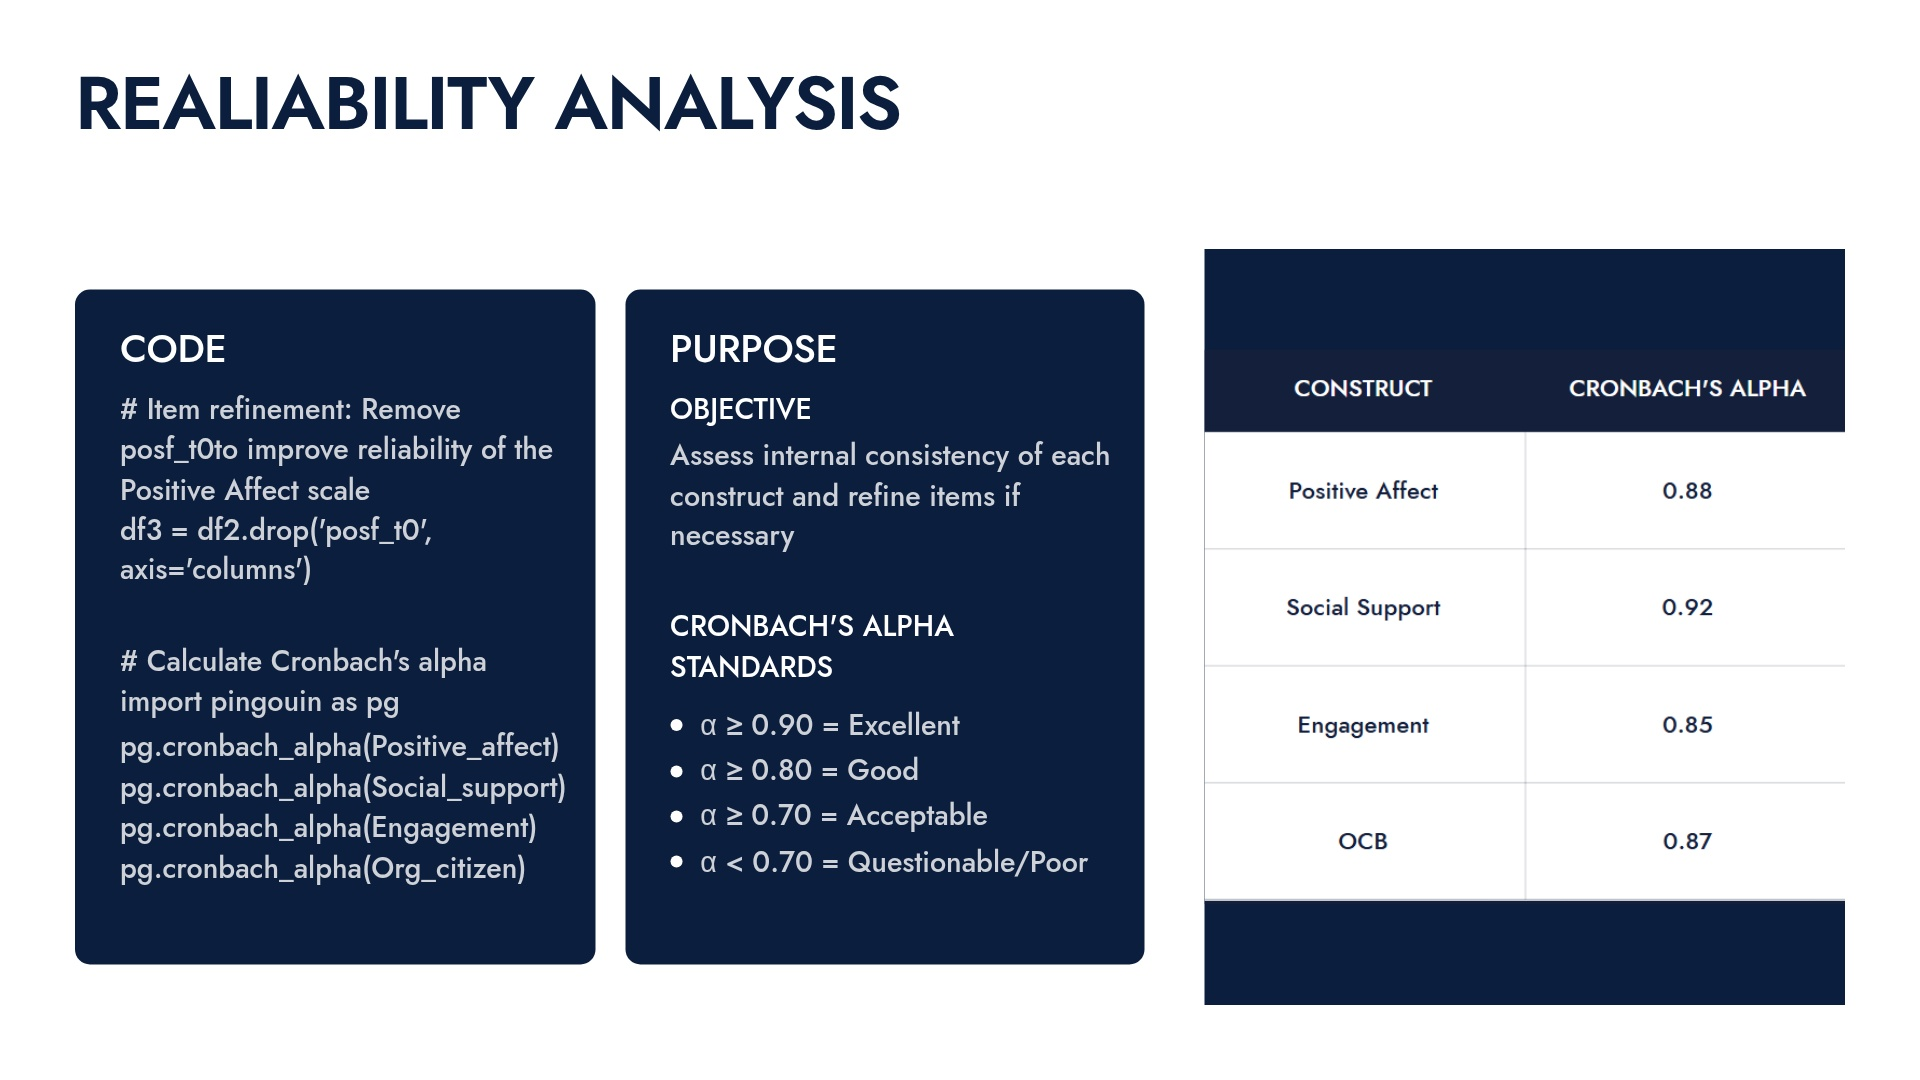 REALIABILITY ANALYSIS
CODE
# Item refinement: Remove
posf_t0to improve reliability of the
Positive Affect scale
df3 = df2.drop('posf_t0',
axis='columns')
# Calculate Cronbach's alpha
import pingouin as pg
pg.cronbach_alpha(Positive_affect)
pg.cronbach_alpha(Social_support)
pg.cronbach_alpha(Engagement)
pg.cronbach_alpha(Org_citizen)
PURPOSE
OBJECTIVE
Assess internal consistency of each
construct and refine items if
necessary
CRONBACH'S ALPHA
STANDARDS
• α ≥ 0.90 = Excellent
• α ≥ 0.80 = Good
• α ≥ 0.70 = Acceptable
• α < 0.70 = Questionable/Poor
CONSTRUCT CRONBACH'S ALPHA
Positive Affect 0.88
Social Support 0.92
Engagement 0.85
OCB 0.87